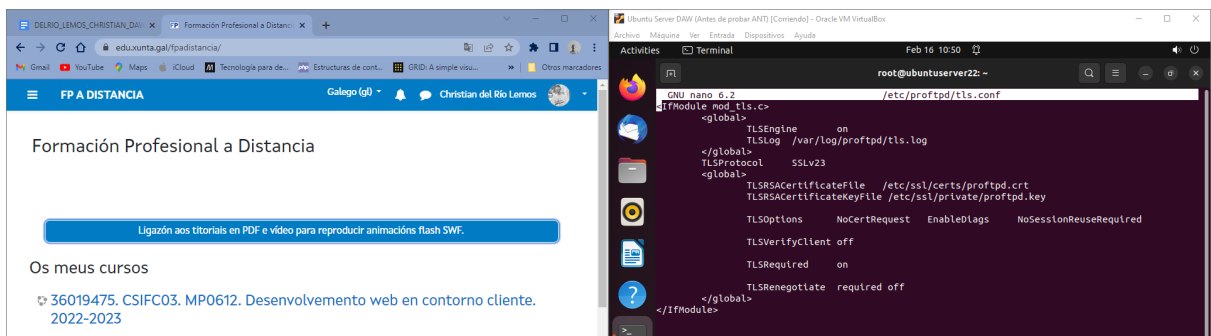 DELRIO_LEMOS_CHRISTIAN_DAW
Formación Profesional a Distanc
edu.xunta.gal/fpadistancia/
Gmail YouTube Maps iCloud Tecnología para de... Estructuras de cont... GRID: A simple visu... » Otros marcadores
FP A DISTANCIA
Galego (gl)
Christian del Río Lemos
Formación Profesional a Distancia
Ligazón aos titoriais en PDF e vídeo para reproducir animacións flash SWF.
Os meus cursos
36019475. CSIFC03. MP0612. Desenvolvemento web en contorno cliente.
2022-2023
Ubuntu Server DAW (Antes de probar ANT) [Corriendo] - Oracle VM VirtualBox
Archivo Máquina Ver Entrada Dispositivos Ayuda
Activities Terminal Feb 16 10:50
root@ubuntuserver22: ~
GNU nano 6.2 /etc/proftpd/tls.conf
<IfModule mod_tls.c>
<global>
TLSEngine on
TLSLog /var/log/proftpd/tls.log
</global>
TLSProtocol SSLv23
<global>
TLSRSACertificateFile /etc/ssl/certs/proftpd.crt
TLSRSACertificateKeyFile /etc/ssl/private/proftpd.key
TLSOptions NoCertRequest EnableDiags NoSessionReuseRequired
TLSVerifyClient off
TLSRequired on
TLSRenegotiate required off
</global>
</IfModule>